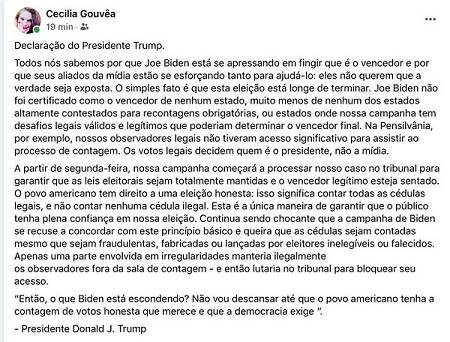 Cecilia Gouvêa
19 min ·
Declaração do Presidente Trump.
Todos nós sabemos por que Joe Biden está se apressando em fingir que é o vencedor e por
que seus aliados da mídia estão se esforçando tanto para ajudá-lo: eles não querem que a
verdade seja exposta. O simples fato é que esta eleição está longe de terminar. Joe Biden não
foi certificado como o vencedor de nenhum estado, muito menos de nenhum dos estados
altamente contestados para recontagens obrigatórias, ou estados onde nossa campanha tem
desafios legais válidos e legítimos que poderiam determinar o vencedor final. Na Pensilvânia,
por exemplo, nossos observadores legais não tiveram acesso significativo para assistir ao
processo de contagem. Os votos legais decidem quem é o presidente, não a mídia.
A partir de segunda-feira, nossa campanha começará a processar nosso caso no tribunal para
garantir que as leis eleitorais sejam totalmente mantidas e o vencedor legítimo esteja sentado.
O povo americano tem direito a uma eleição honesta: isso significa contar todas as cédulas
legais, e não contar nenhuma cédula ilegal. Esta é a única maneira de garantir que o público
tenha plena confiança em nossa eleição. Continua sendo chocante que a campanha de Biden
se recuse a concordar com este princípio básico e queira que as cédulas sejam contadas
mesmo que sejam fraudulentas, fabricadas ou lançadas por eleitores inelegíveis ou falecidos.
Apenas uma parte envolvida em irregularidades manteria ilegalmente
os observadores fora da sala de contagem - e então lutaria no tribunal para bloquear seu
acesso.
“Então, o que Biden está escondendo? Não vou descansar até que o povo americano tenha a
contagem de votos honesta que merece e que a democracia exige ”.
- Presidente Donald J. Trump